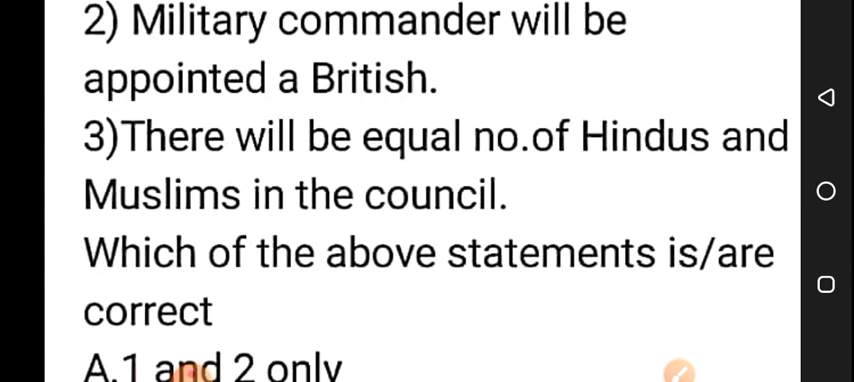 2) Military commander will be
appointed a British.
3)There will be equal no.of Hindus and
Muslims in the council.
Which of the above statements is/are
correct
A.1 and 2 only